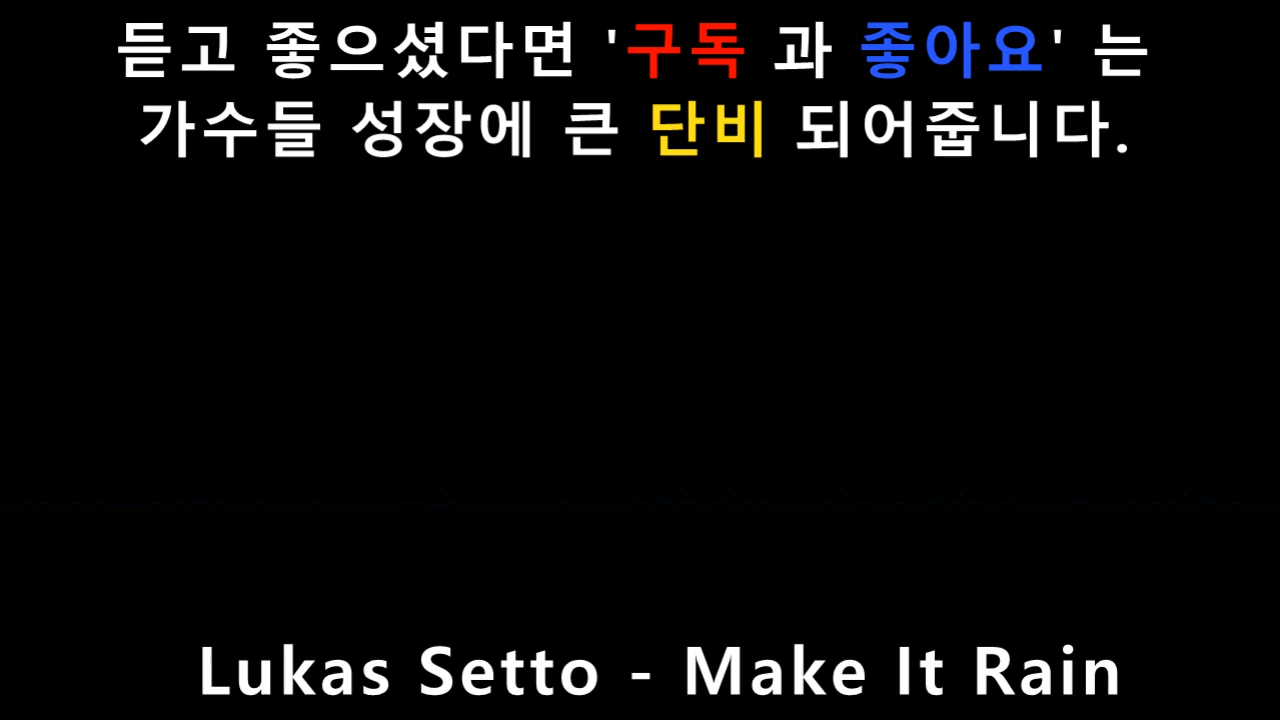 듣고 좋으셨다면 '구독 과 좋아요' 는
가수들 성장에 큰 단비 되어줍니다.
Lukas Setto - Make It Rain